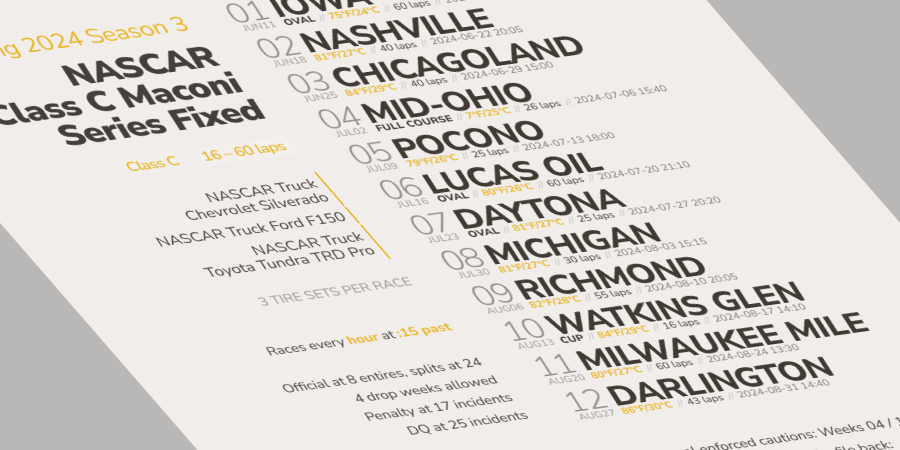 ng 2024 Season 3
NASCAR
Class C Maconi
Series Fixed
Class C 16–60 laps
NASCAR Truck
Chevrolet Silverado
NASCAR Truck Ford F150
NASCAR Truck
Toyota Tundra TRD Pro
3 TIRE SETS PER RACE
Races every hour at :15 past
Official at 8 entires, splits at 24
4 drop weeks allowed
Penalty at 17 incidents
DQ at 25 incidents
01 IOWA
JUN11 OVAL // 75°F/24°C // 60 laps //
02 NASHVILLE
JUN18 81°F/27°C // 40 laps // 2024-06-22 20:05
03 CHICAGOLAND
JUN25 84°F/29°C // 40 laps // 2024-06-29 15:00
04 MID-OHIO
JUL02 FULL COURSE // 7°F/25°C // 26 laps // 2024-07-06 15:40
05 POCONO
JUL09 79°F/26°C // 25 laps // 2024-07-13 18:00
06 LUCAS OIL
JUL16 OVAL // 80°F/26°C // 60 laps // 2024-07-20 21:10
07 DAYTONA
JUL23 OVAL // 81°F/27°C // 25 laps // 2024-07-27 20:20
08 MICHIGAN
JUL30 81°F/27°C // 30 laps // 2024-08-03 15:15
09 RICHMOND
AUG06 82°F/28°C // 55 laps // 2024-08-10 20:05
10 WATKINS GLEN
AUG13 CUP // 84°F/29°C // 16 laps // 2024-08-17 14:10
11 MILWAUKEE MILE
AUG20 80°F/27°C // 60 laps // 2024-08-24 13:30
12 DARLINGTON
AUG27 86°F/30°C // 43 laps // 2024-08-31 14:40
enforced cautions: Weeks 04 / 1
file back: